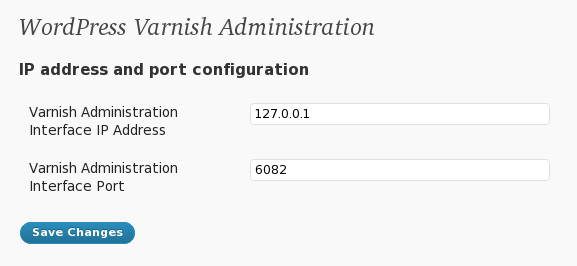 WordPress Varnish Administration
IP address and port configuration
Varnish Administration
Interface IP Address
127.0.0.1
Varnish Administration
Interface Port
6082
Save Changes